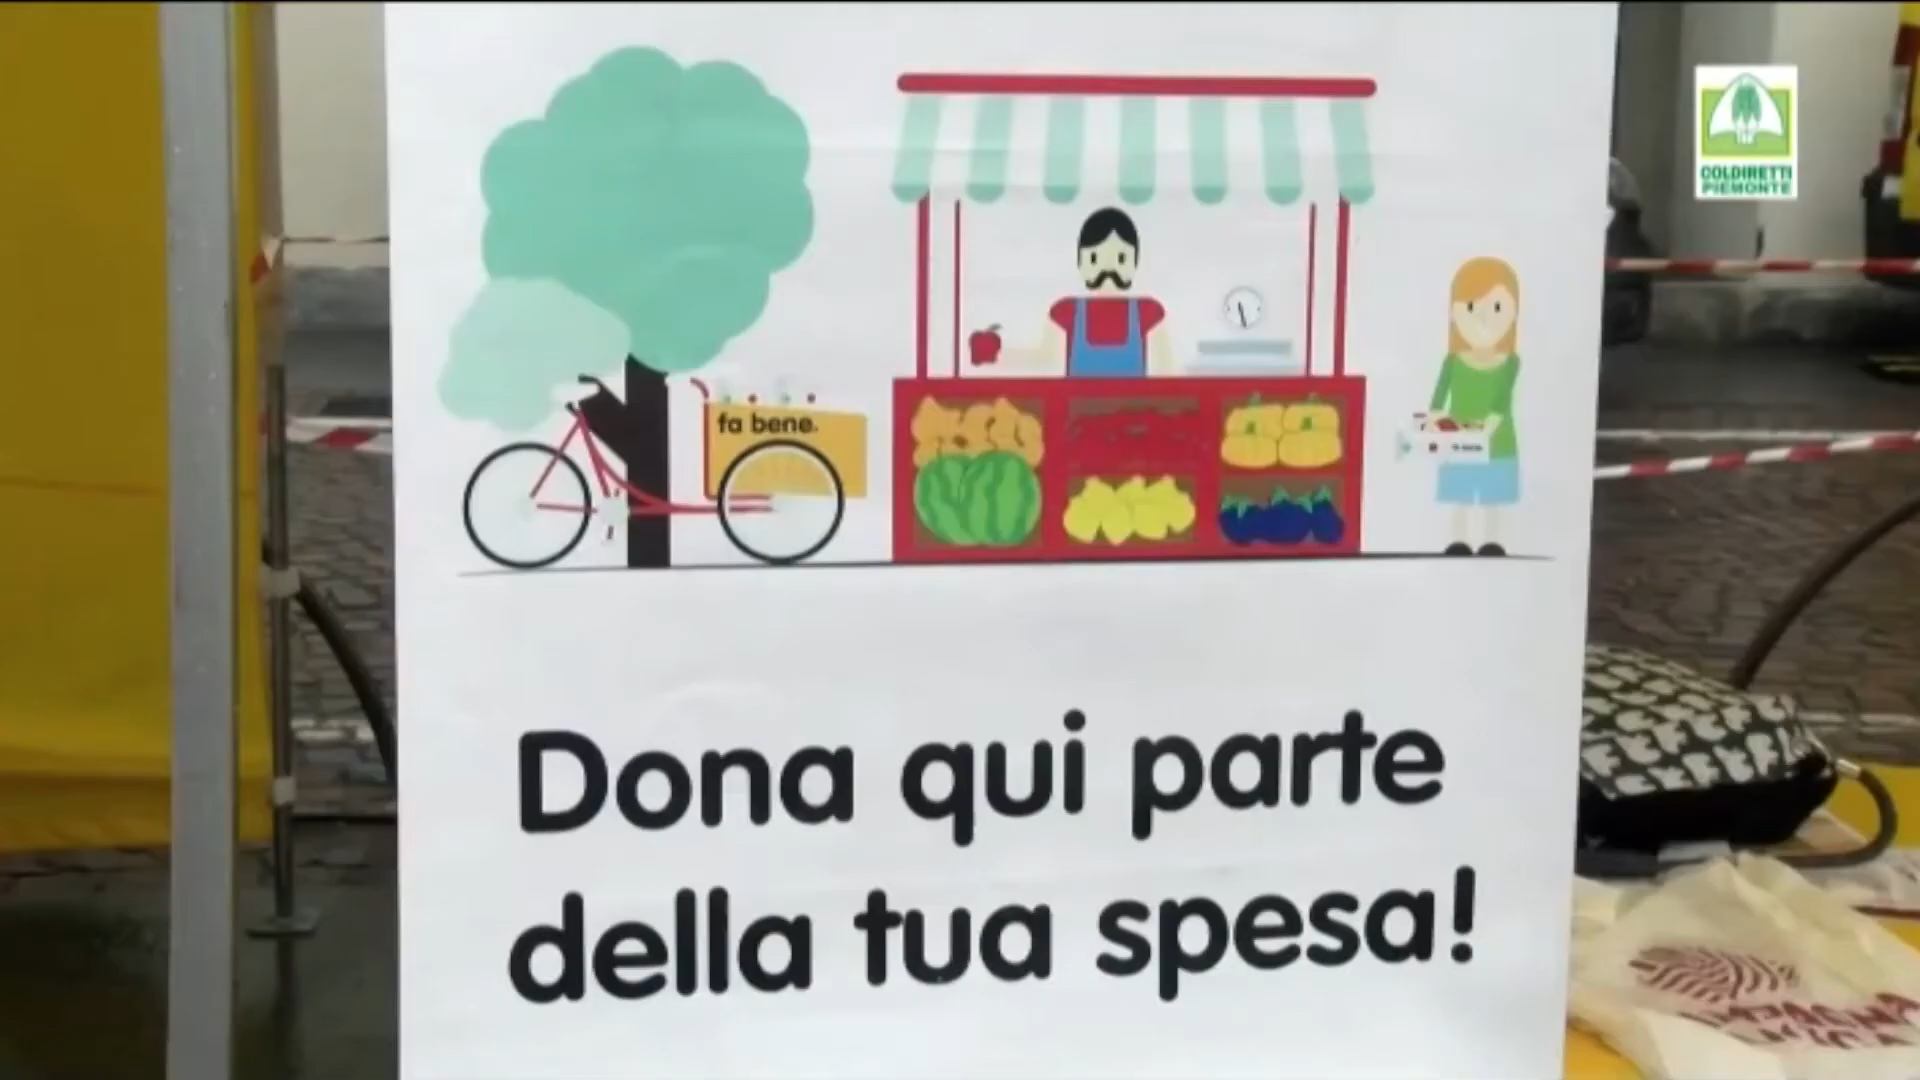 COLDIRETTI
PIEMONTE
fa bene.
Dona qui parte
della tua spesa!